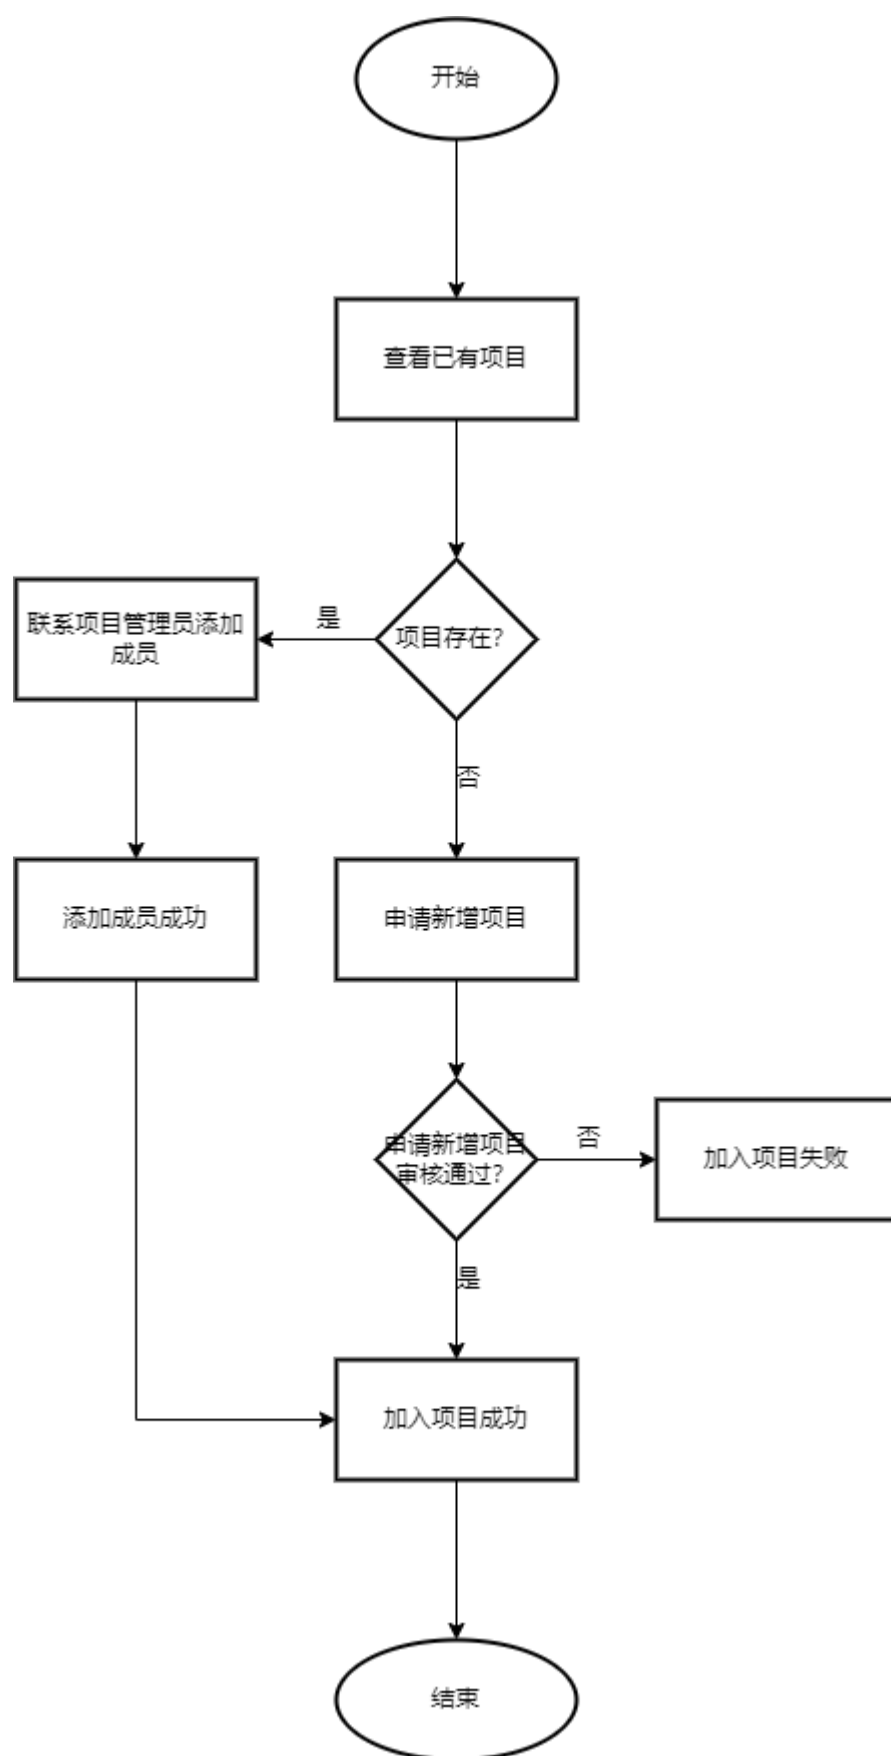 开始
查看已有项目
联系项目管理员添加
成员
是
项目存在?
否
添加成员成功
申请新增项目
申请新增项目
审核通过?
否
加入项目失败
是
加入项目成功
结束